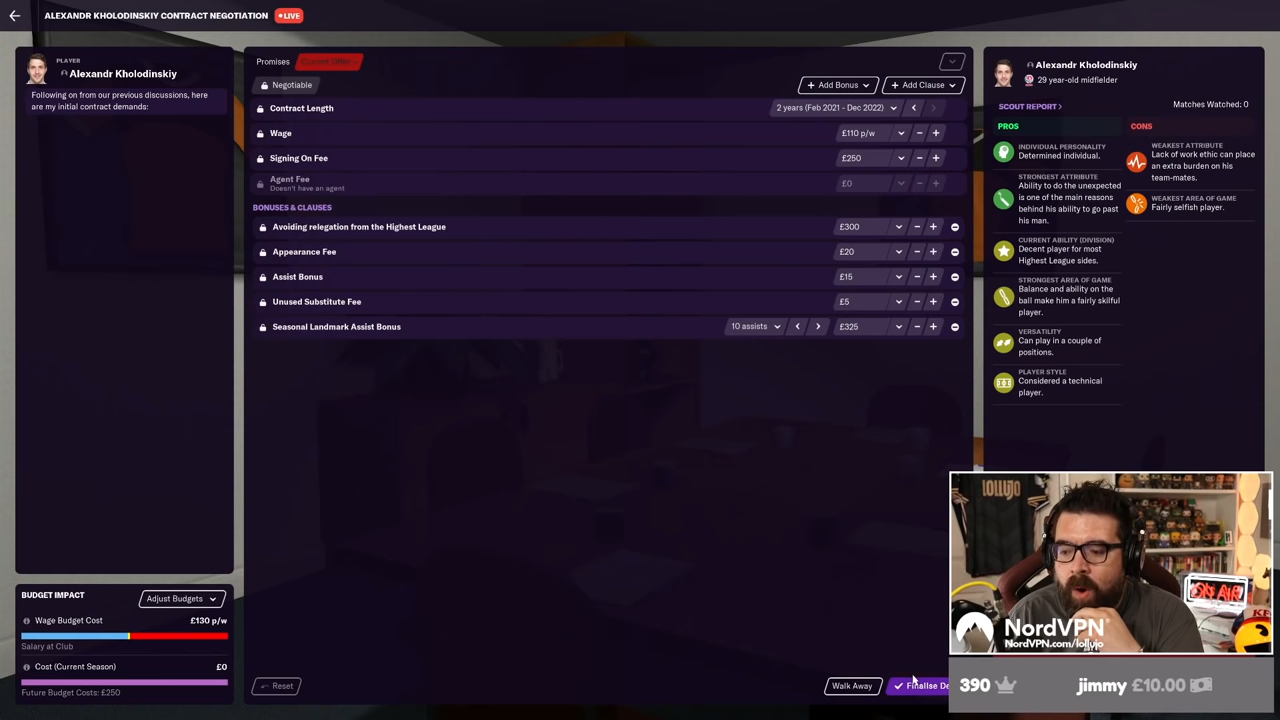 ALEXANDR KHOLODINSKIY CONTRACT NEGOTIATION
LIVE
PLAYER
Alexandr Kholodinskiy
Following on from our previous discussions, here
are my initial contract demands:
Promises
Current Offer
Negotiable
Add Bonus
Add Clause
Contract Length
2 years (Feb 2021 - Dec 2022)
Wage
£110 p/w
Signing On Fee
£250
Agent Fee
Doesn't have an agent
£0
BONUSES & CLAUSES
Avoiding relegation from the Highest League
£300
Appearance Fee
£20
Assist Bonus
£15
Unused Substitute Fee
£5
Seasonal Landmark Assist Bonus
10 assists
£325
Alexandr Kholodinskiy
29 year-old midfielder
SCOUT REPORT
Matches Watched: 0
PROS
INDIVIDUAL PERSONALITY
Determined individual.
STRONGEST ATTRIBUTE
Ability to do the unexpected
is one of the main reasons
behind his ability to go past
his man.
CURRENT ABILITY (DIVISION)
Decent player for most
Highest League sides.
STRONGEST AREA OF GAME
Balance and ability on the
ball make him a fairly skilful
player.
VERSATILITY
Can play in a couple of
positions.
PLAYER STYLE
Considered a technical
player.
CONS
WEAKEST ATTRIBUTE
Lack of work ethic can place
an extra burden on his
team-mates.
WEAKEST AREA OF GAME
Fairly selfish player.
BUDGET IMPACT
Adjust Budgets
Wage Budget Cost
£130 p/w
Salary at Club
Cost (Current Season)
£0
Future Budget Costs: £250
Reset
Walk Away
Finalise De
lollujo
ON AIR
NordVPN
NordVPN.com/lollujo
390
jimmy £10.00